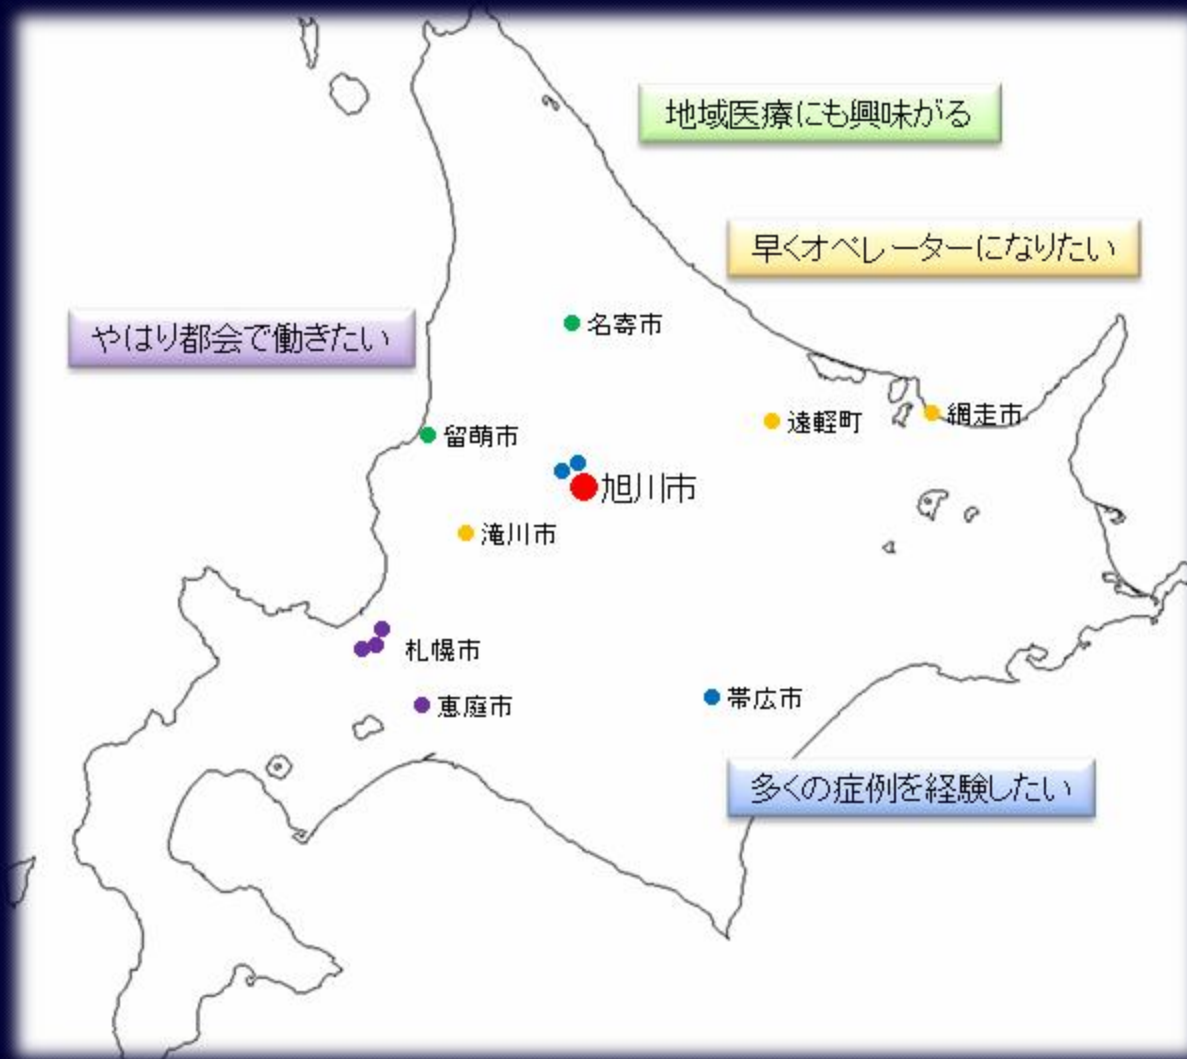 地域医療にも興味がる
早くオペレーターになりたい
やはり都会で働きたい
名寄市
網走市
遠軽町
留萌市
旭川市
滝川市
札幌市
帯広市
恵庭市
多くの症例を経験したい